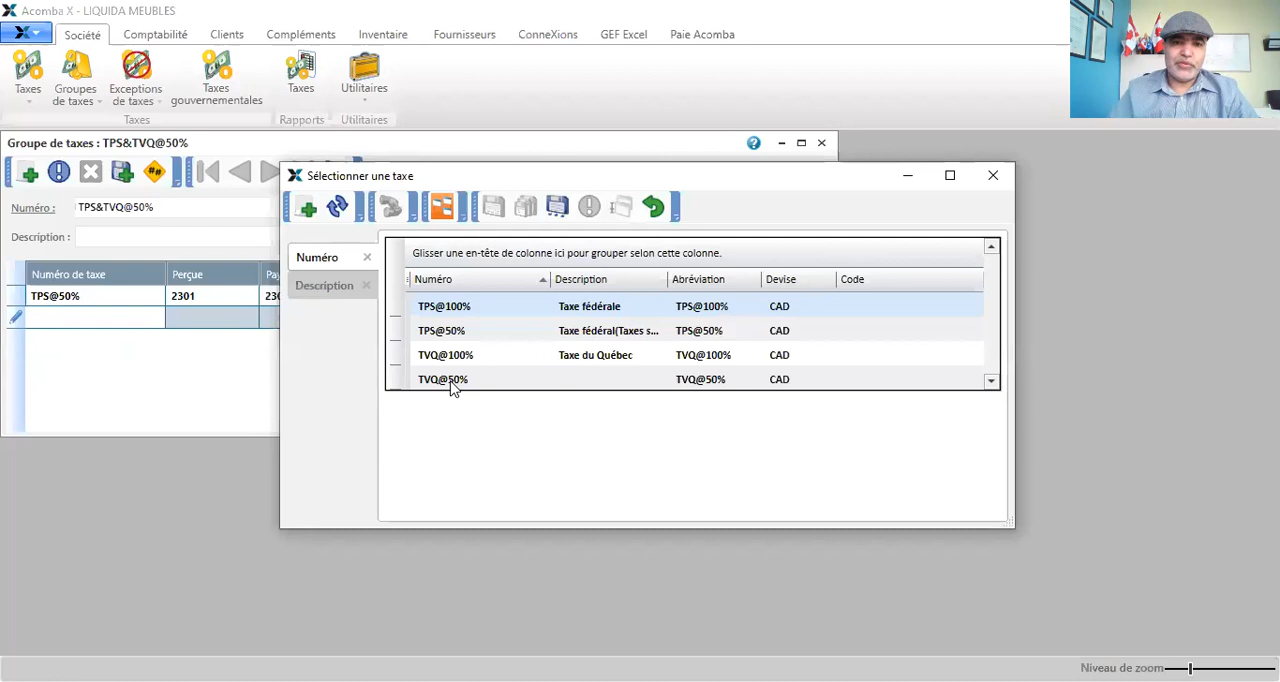 Acomba X - LIQUIDA MEUBLES
Société Comptabilité Clients Compléments Inventaire Fournisseurs ConneXions GEF Excel Paie Acomba
Taxes
Groupes de taxes
Exceptions de taxes
Taxes gouvernementales
Taxes
Utilitaires
Taxes Rapports Utilitaires
Groupe de taxes : TPS&TVQ@50%
Numéro : TPS&TVQ@50%
Description :
Numéro de taxe Perçue
TPS@50% 2301
Sélectionner une taxe
Numéro
Description
Glisser une en-tête de colonne ici pour grouper selon cette colonne.
Numéro Description Abréviation Devise Code
TPS@100% Taxe fédérale TPS@100% CAD
TPS@50% Taxe fédéral(Taxes s... TPS@50% CAD
TVQ@100% Taxe du Québec TVQ@100% CAD
TVQ@50% TVQ@50% CAD
Niveau de zoom